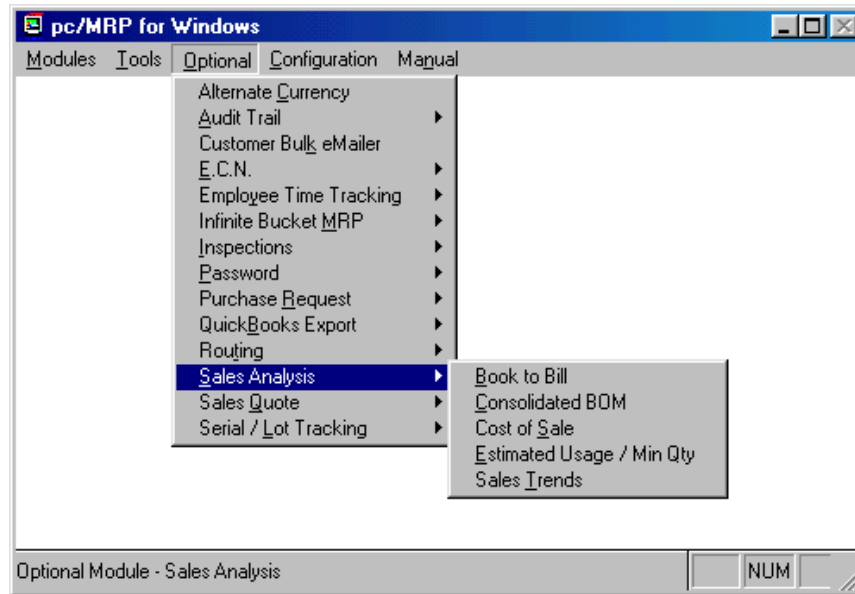 pc/MRP for Windows
Modules Tools Optional Configuration Manual
Alternate Currency
Audit Trail
Customer Bulk eMailer
E.C.N.
Employee Time Tracking
Infinite Bucket MRP
Inspections
Password
Purchase Request
QuickBooks Export
Routing
Sales Analysis
Sales Quote
Serial / Lot Tracking
Book to Bill
Consolidated BOM
Cost of Sale
Estimated Usage / Min Qty
Sales Trends
Optional Module - Sales Analysis NUM